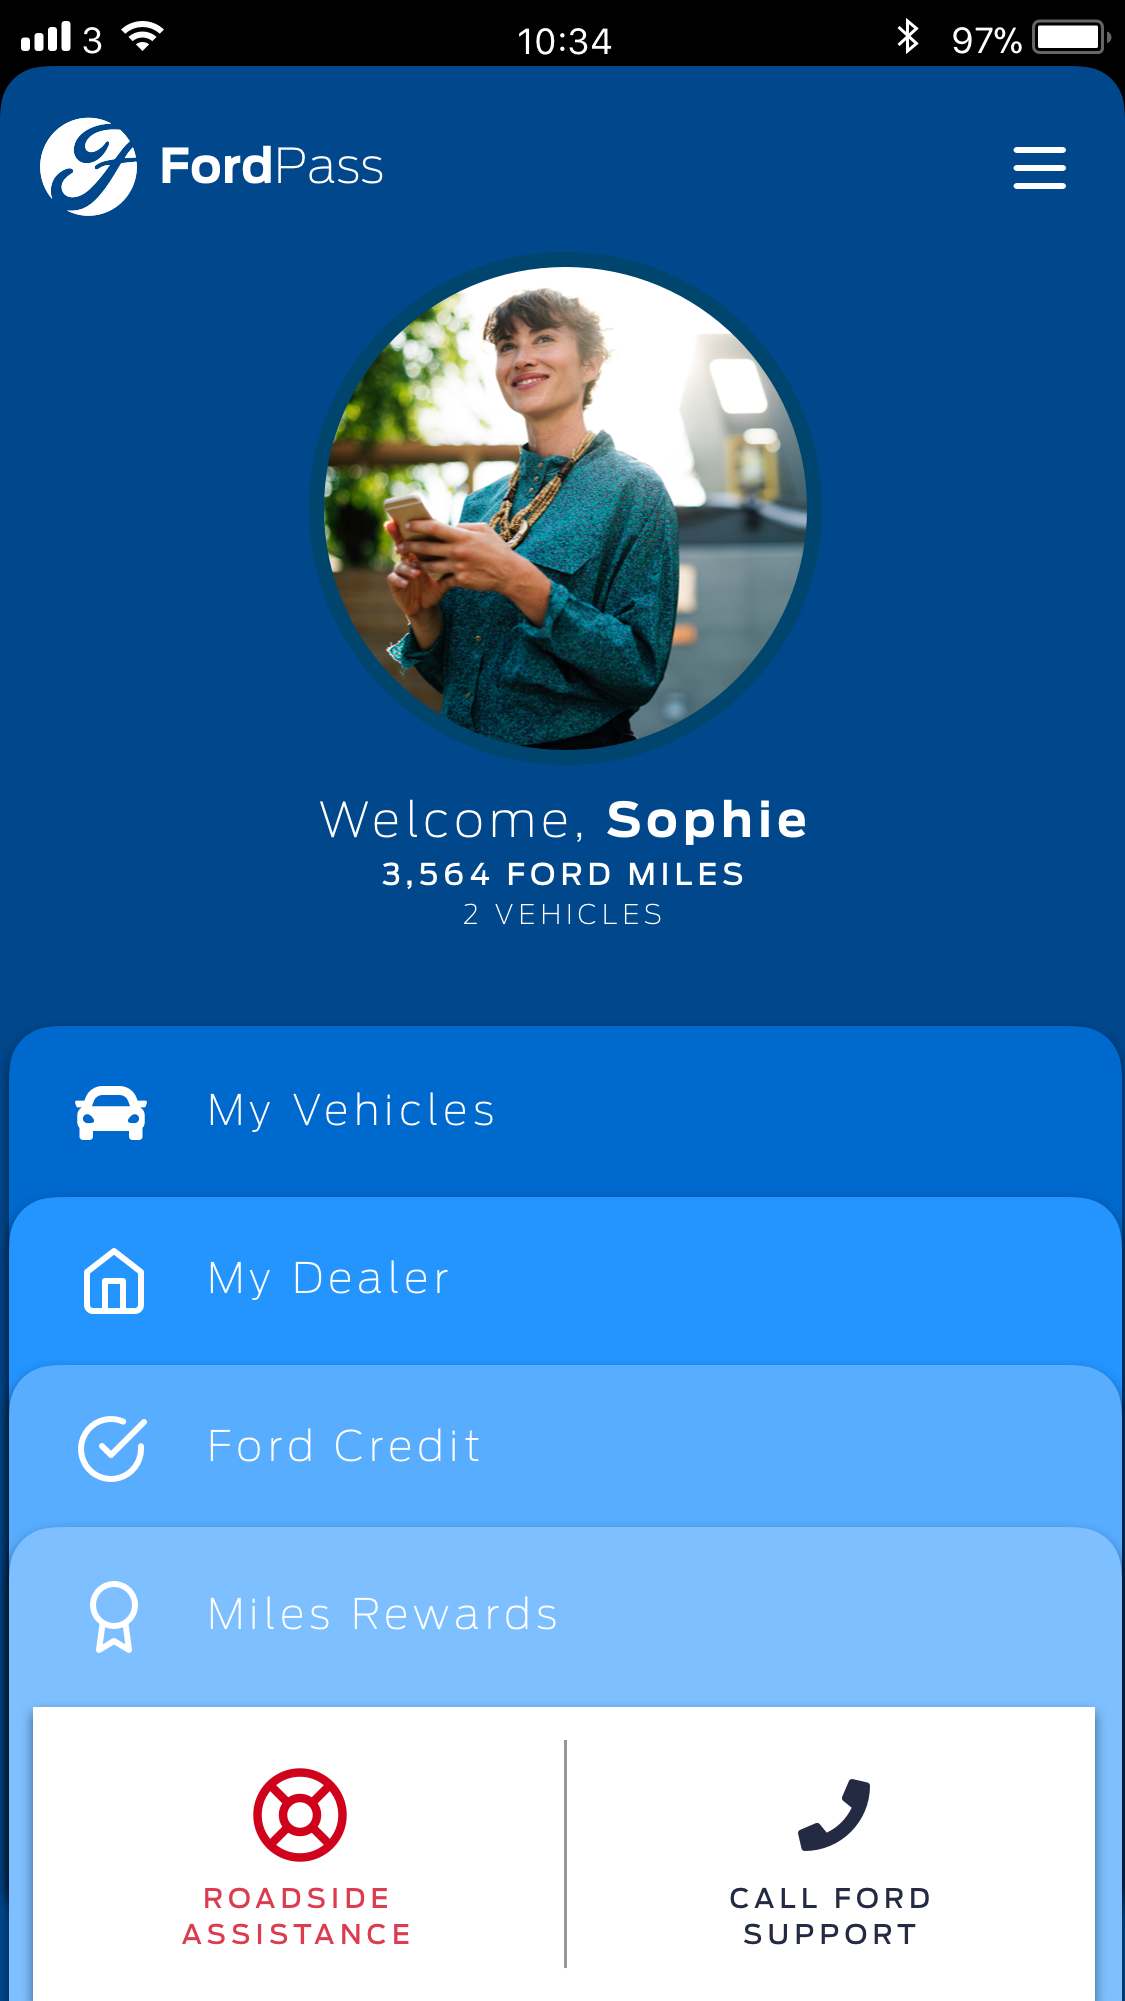 3 10:34 97%
FordPass
Welcome, Sophie
3,564 FORD MILES
2 VEHICLES
My Vehicles
My Dealer
Ford Credit
Miles Rewards
ROADSIDE
ASSISTANCE
CALL FORD
SUPPORT